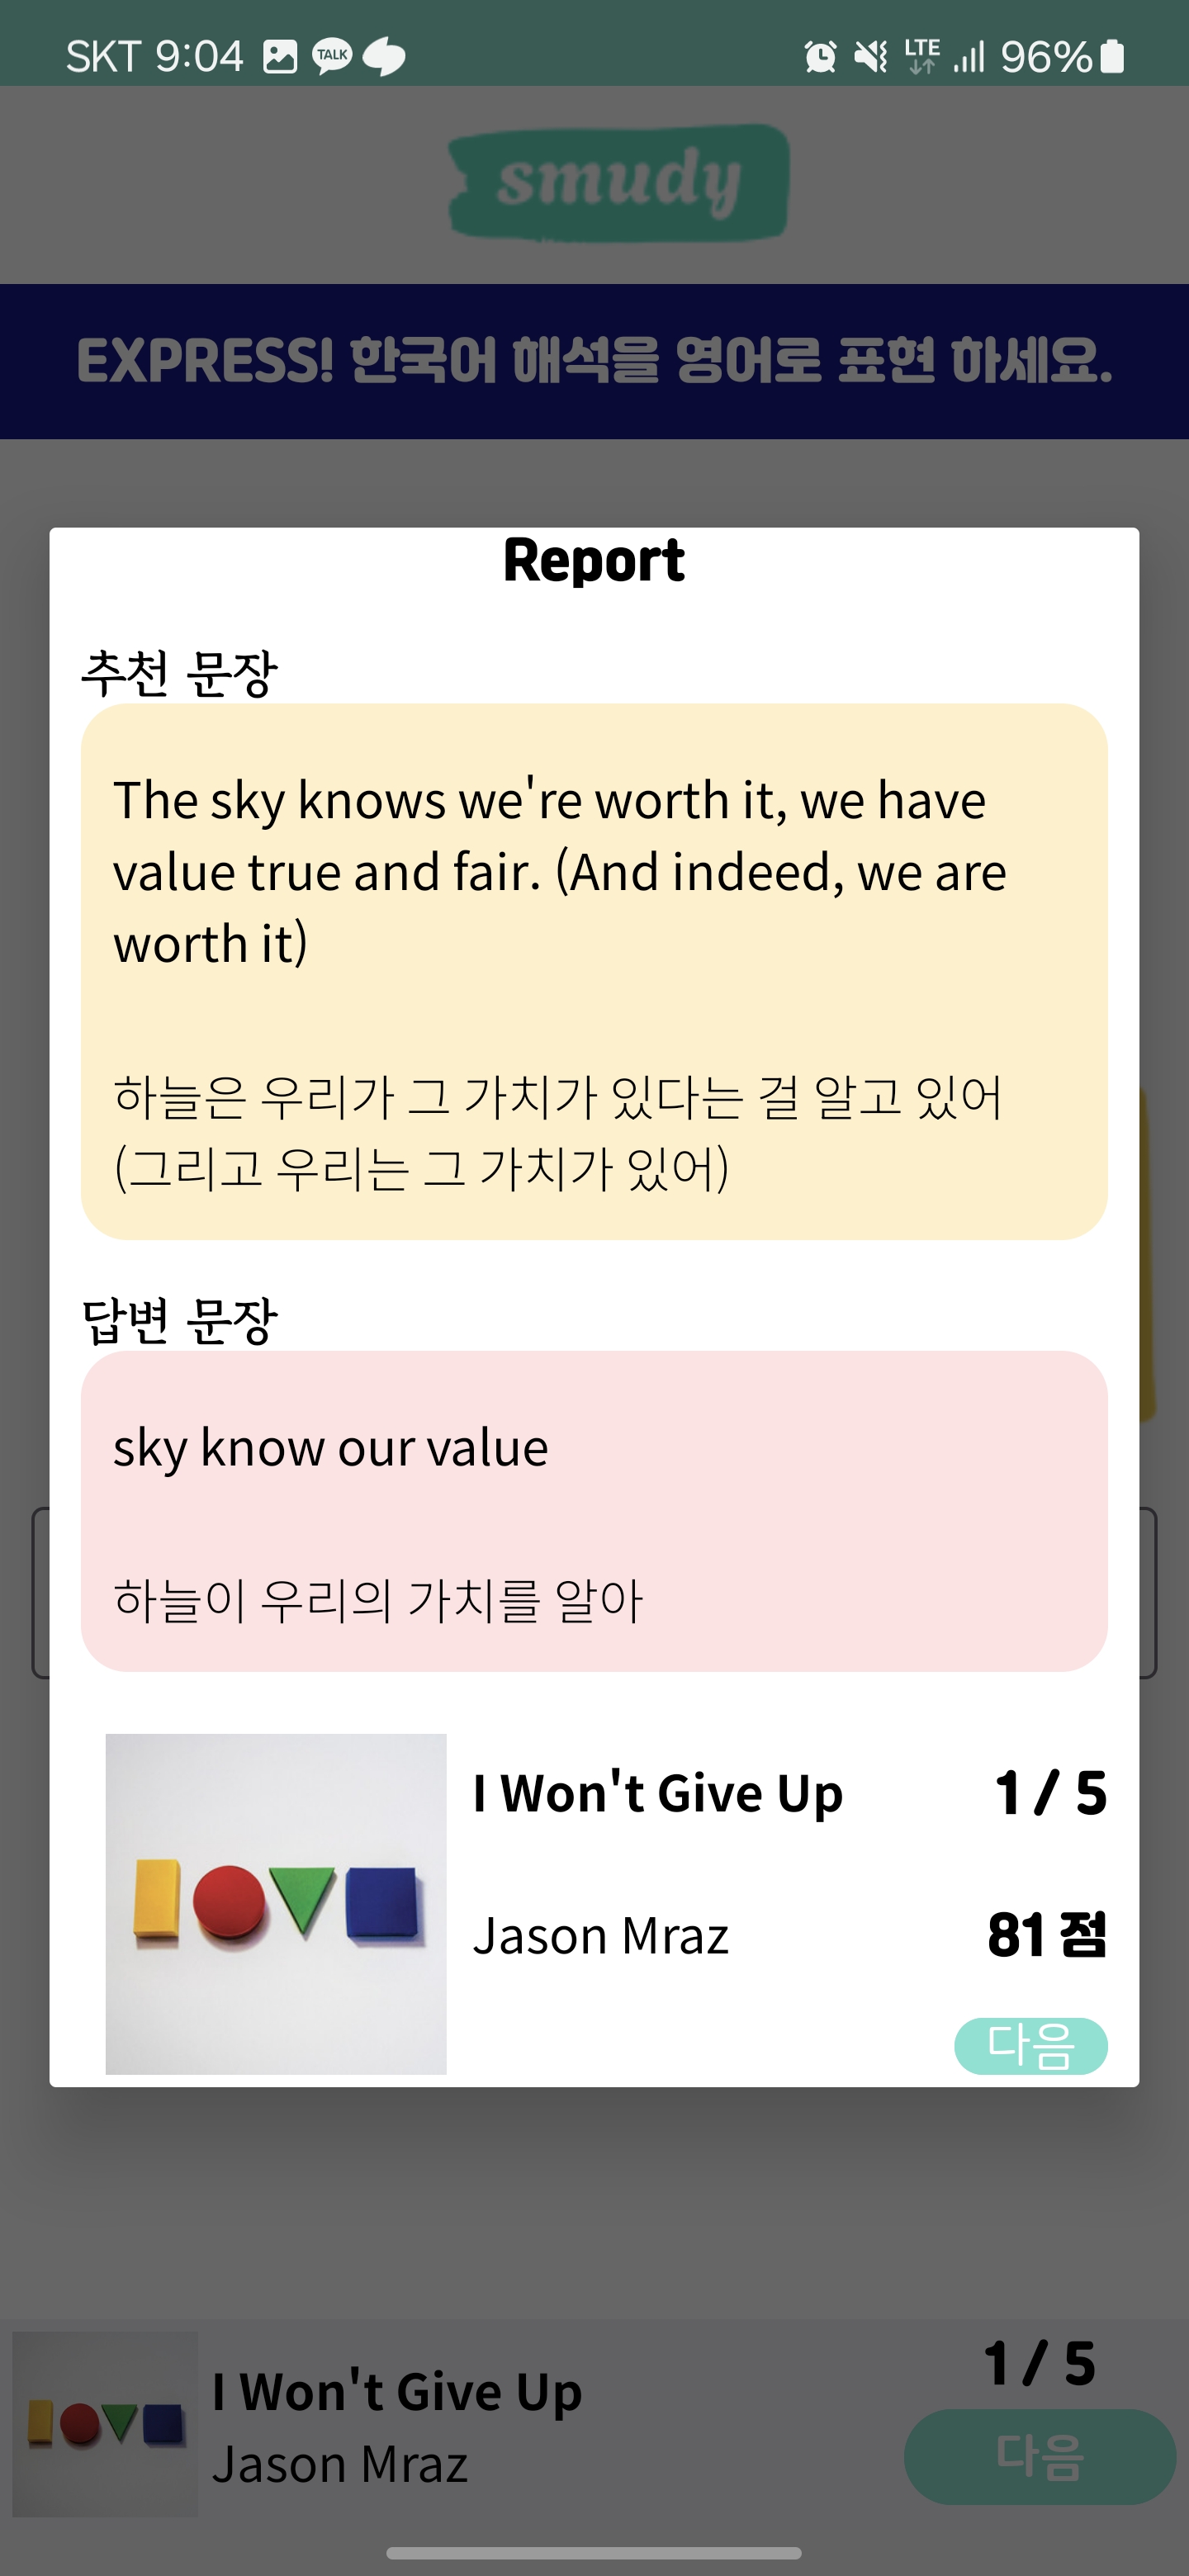 SKT 9:04 TALK LTE 96%
smudy
EXPRESS! 한국어 해석을 영어로 표현 하세요.
Report
추천 문장
The sky knows we're worth it, we have
value true and fair. (And indeed, we are
worth it)
하늘은 우리가 그 가치가 있다는 걸 알고 있어
(그리고 우리는 그 가치가 있어)
답변 문장
sky know our value
하늘이 우리의 가치를 알아
I Won't Give Up 1 / 5
Jason Mraz 81 점
다음
I Won't Give Up 1 / 5
Jason Mraz 다음